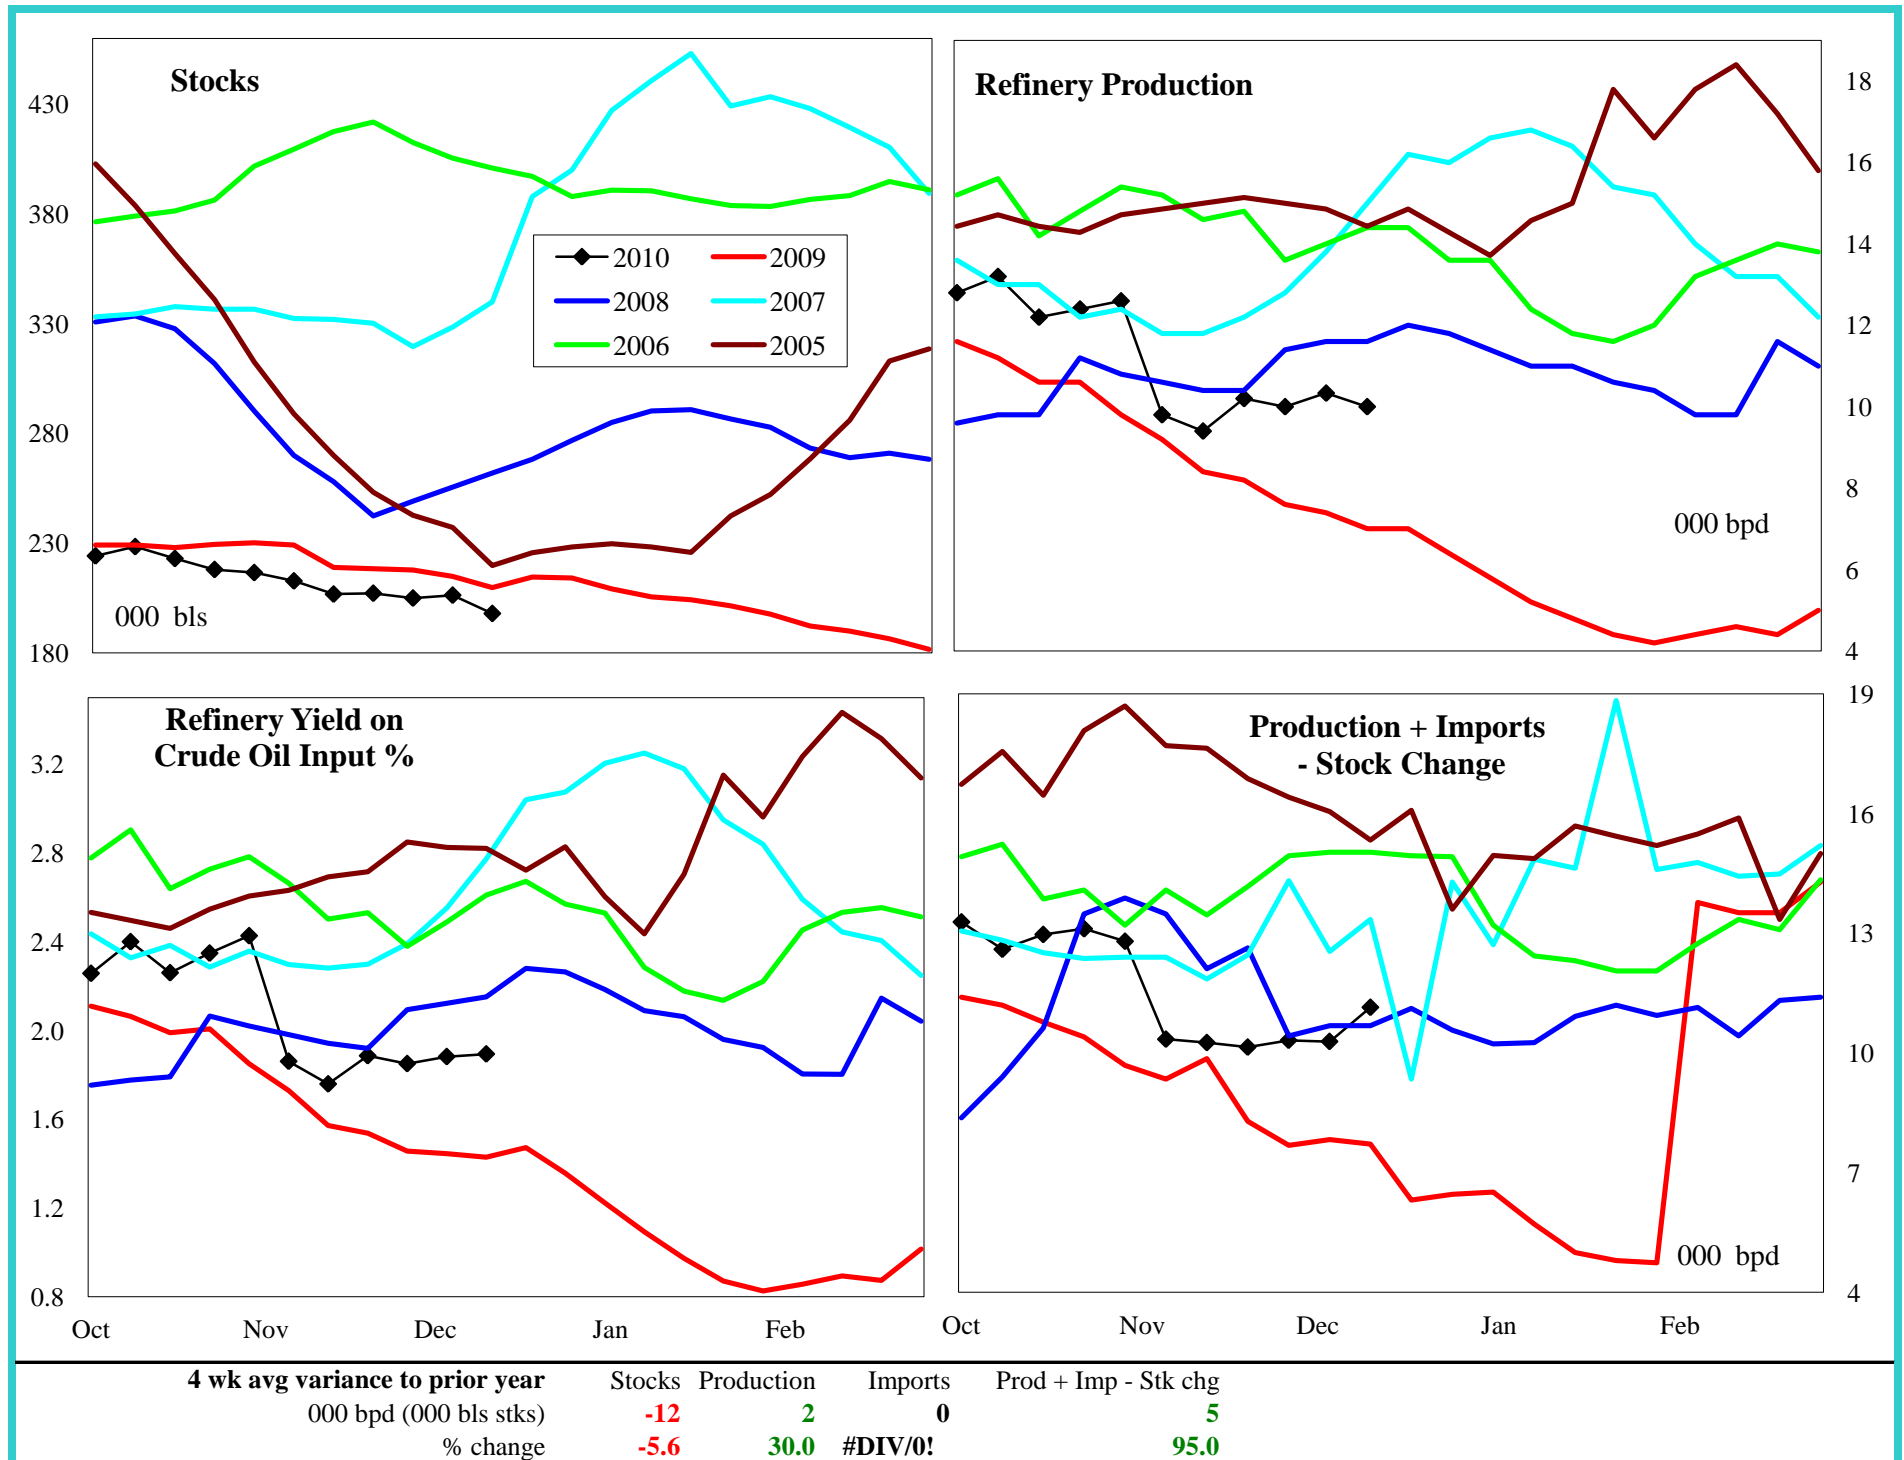 Stocks
430
380
330
280
230
180
000 bls
2010 2009
2008 2007
2006 2005
Refinery Production
18
16
14
12
10
8
6
4
000 bpd
Refinery Yield on
Crude Oil Input %
3.2
2.8
2.4
2.0
1.6
1.2
0.8
Oct Nov Dec Jan Feb
Production + Imports
- Stock Change
19
16
13
10
7
4
000 bpd
Oct Nov Dec Jan Feb
4 wk avg variance to prior year Stocks Production Imports Prod + Imp - Stk chg
000 bpd (000 bls stks) -12 2 0 5
% change -5.6 30.0 #DIV/0! 95.0